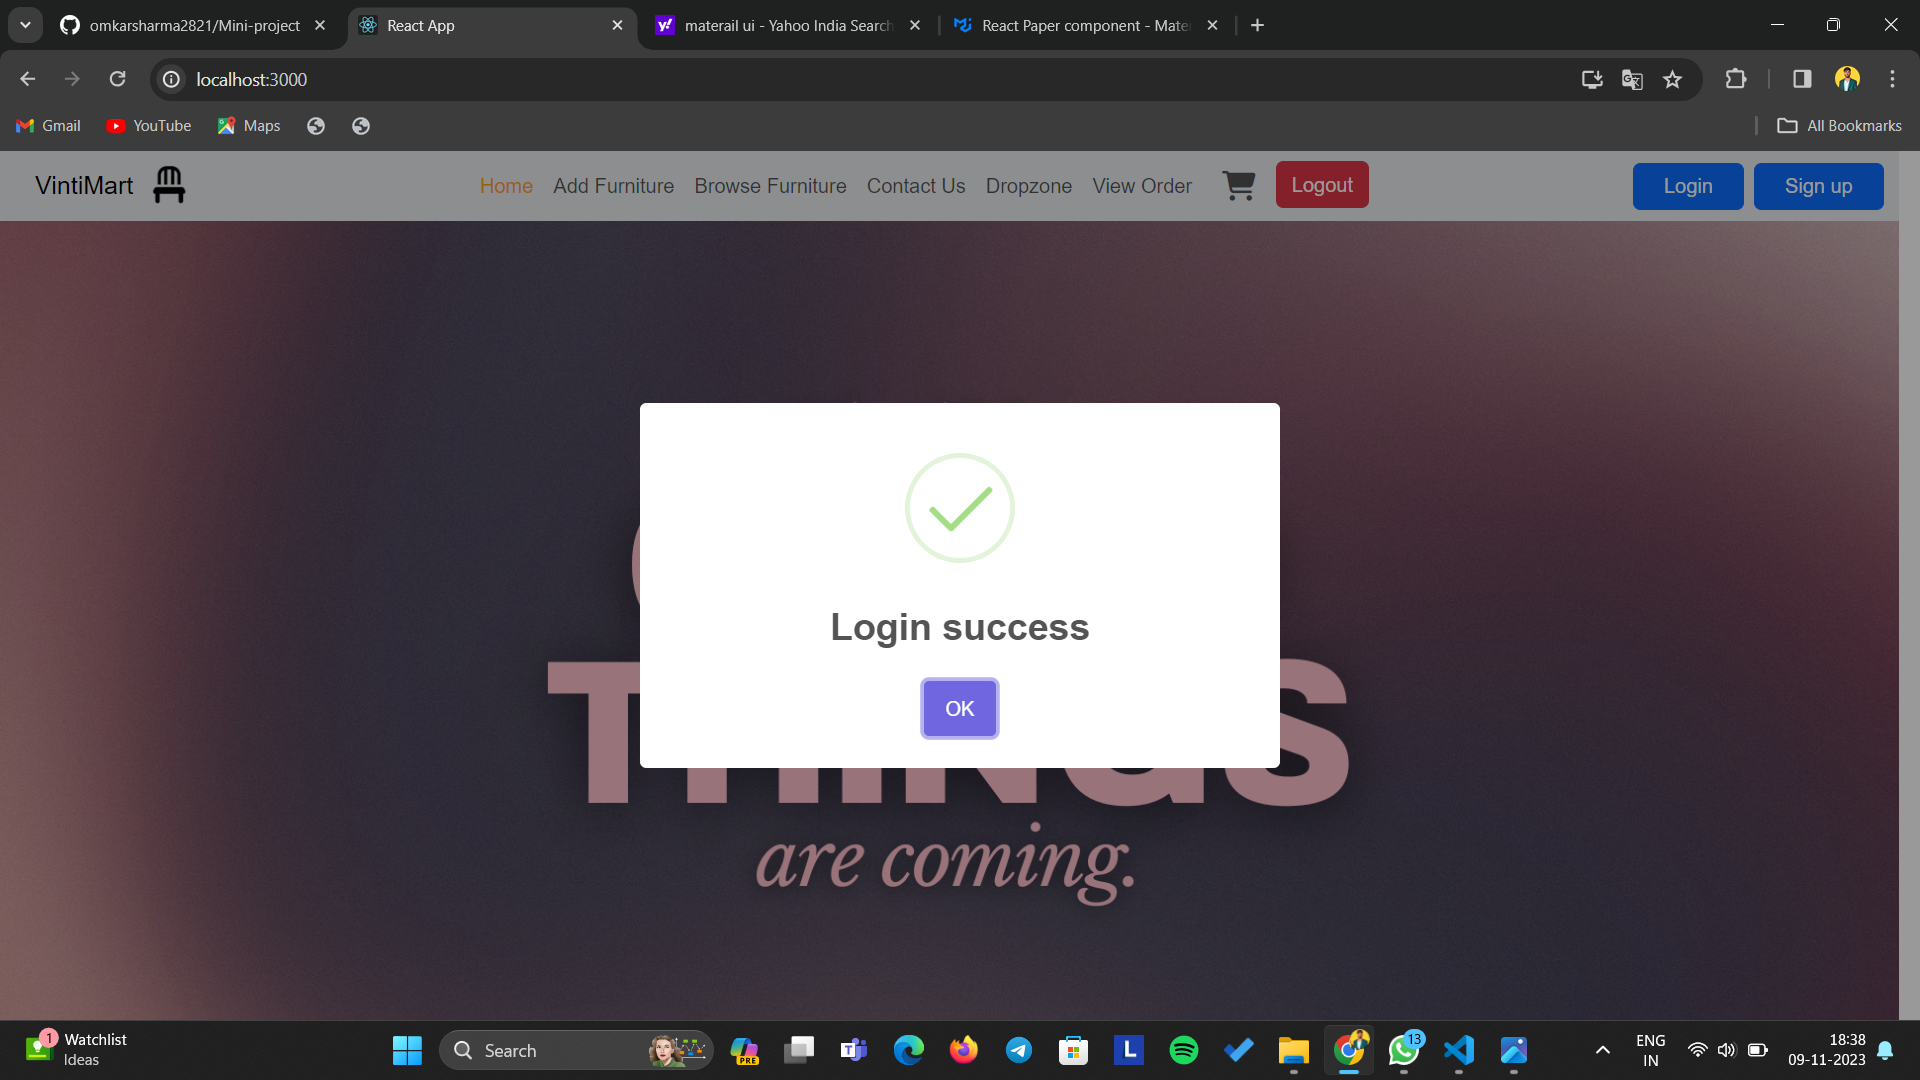 omkarsharma2821/Mini-project
React App
materail ui - Yahoo India Search
React Paper component - Mate
localhost:3000
Gmail
YouTube
Maps
All Bookmarks
VintiMart
Home
Add Furniture
Browse Furniture
Contact Us
Dropzone
View Order
Logout
Login
Sign up
Login success
OK
THINGS
are coming.
1
Watchlist
Ideas
Search
PRE
L
13
ENG
IN
18:38
09-11-2023